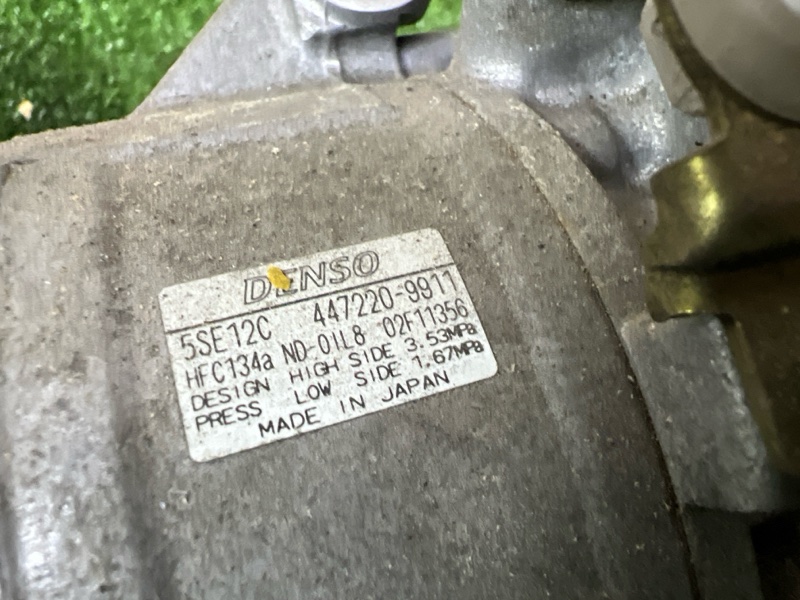 DENSO
5SE12C 447220-9911
HFC134a ND-OIL8 02F11356
DESIGN HIGH SIDE 3.53MPa
PRESS LOW SIDE 1.67MPa
MADE IN JAPAN